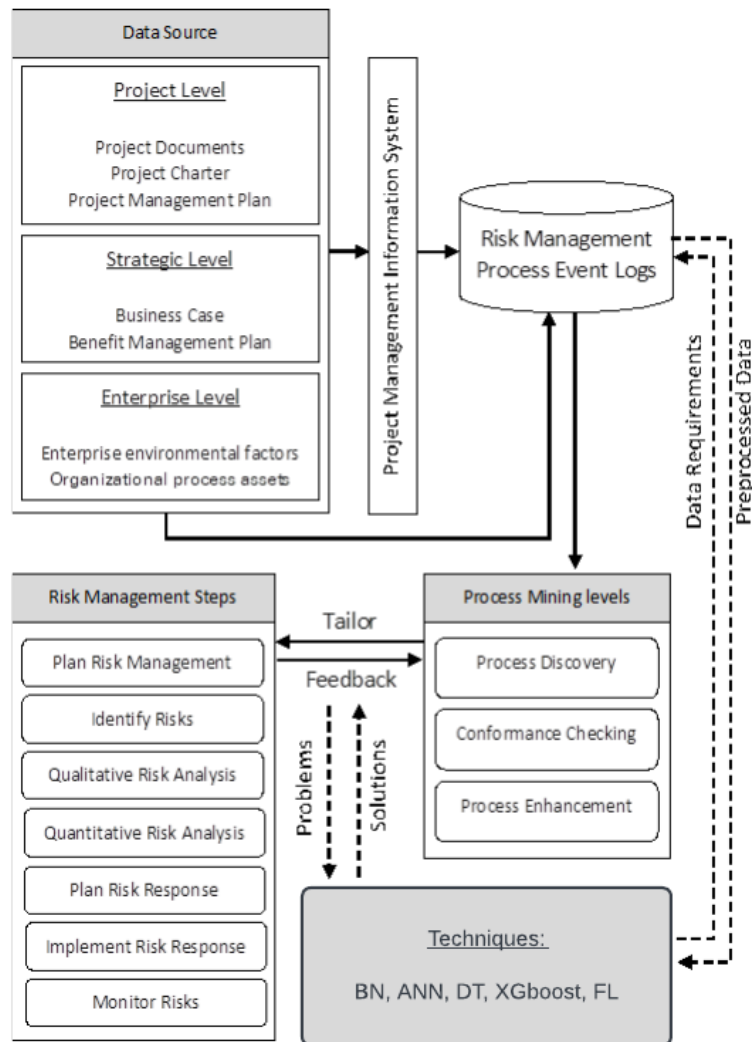 Data Source
Project Level
Project Documents
Project Charter
Project Management Plan
Strategic Level
Business Case
Benefit Management Plan
Enterprise Level
Enterprise environmental factors
Organizational process assets
Project Management Information System
Risk Management
Process Event Logs
Data Requirements
Preprocessed Data
Risk Management Steps
Plan Risk Management
Identify Risks
Qualitative Risk Analysis
Quantitative Risk Analysis
Plan Risk Response
Implement Risk Response
Monitor Risks
Tailor
Feedback
Problems
Solutions
Process Mining levels
Process Discovery
Conformance Checking
Process Enhancement
Techniques:
BN, ANN, DT, XGboost, FL